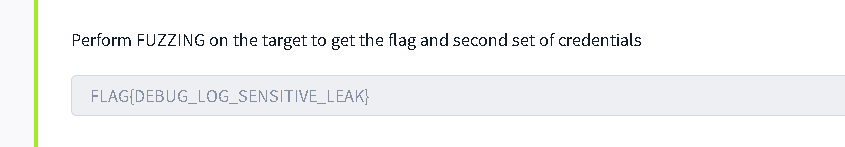 Perform FUZZING on the target to get the flag and second set of credentials
FLAG{DEBUG_LOG_SENSITIVE_LEAK}